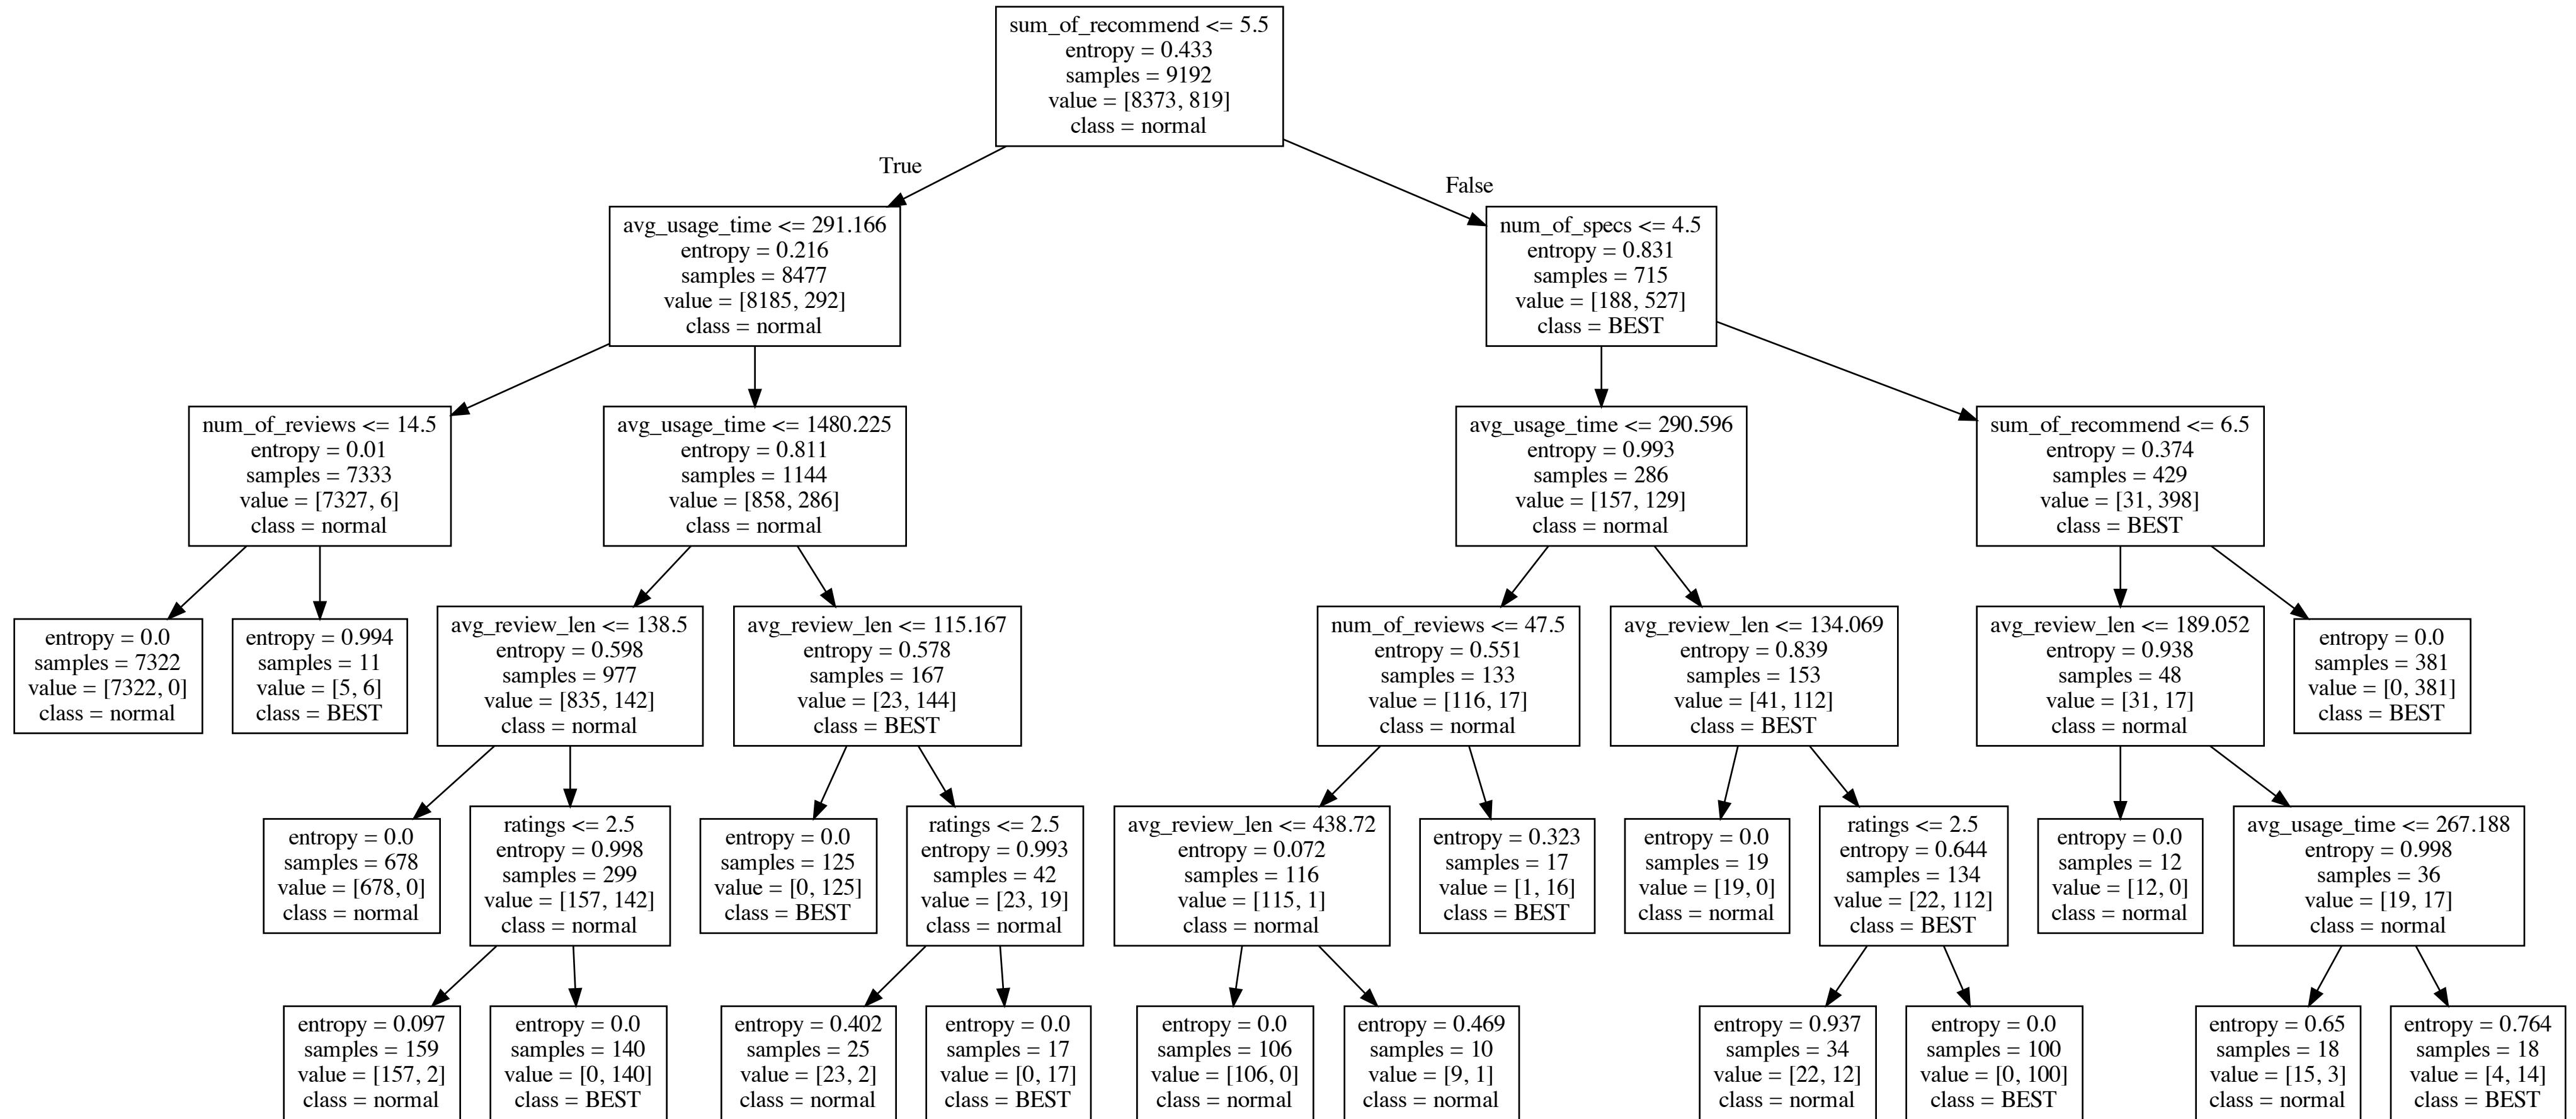 sum_of_recommend <= 5.5
entropy = 0.433
samples = 9192
value = [8373, 819]
class = normal
True
False
avg_usage_time <= 291.166
entropy = 0.216
samples = 8477
value = [8185, 292]
class = normal
num_of_specs <= 4.5
entropy = 0.831
samples = 715
value = [188, 527]
class = BEST
num_of_reviews <= 14.5
entropy = 0.01
samples = 7333
value = [7327, 6]
class = normal
avg_usage_time <= 1480.225
entropy = 0.811
samples = 1144
value = [858, 286]
class = normal
avg_usage_time <= 290.596
entropy = 0.993
samples = 286
value = [157, 129]
class = normal
sum_of_recommend <= 6.5
entropy = 0.374
samples = 429
value = [31, 398]
class = BEST
entropy = 0.0
samples = 7322
value = [7322, 0]
class = normal
entropy = 0.994
samples = 11
value = [5, 6]
class = BEST
avg_review_len <= 138.5
entropy = 0.598
samples = 977
value = [835, 142]
class = normal
avg_review_len <= 115.167
entropy = 0.578
samples = 167
value = [23, 144]
class = BEST
num_of_reviews <= 47.5
entropy = 0.551
samples = 133
value = [116, 17]
class = normal
avg_review_len <= 134.069
entropy = 0.839
samples = 153
value = [41, 112]
class = BEST
avg_review_len <= 189.052
entropy = 0.938
samples = 48
value = [31, 17]
class = normal
entropy = 0.0
samples = 381
value = [0, 381]
class = BEST
entropy = 0.0
samples = 678
value = [678, 0]
class = normal
ratings <= 2.5
entropy = 0.998
samples = 299
value = [157, 142]
class = normal
entropy = 0.0
samples = 125
value = [0, 125]
class = BEST
ratings <= 2.5
entropy = 0.993
samples = 42
value = [23, 19]
class = normal
avg_review_len <= 438.72
entropy = 0.072
samples = 116
value = [115, 1]
class = normal
entropy = 0.323
samples = 17
value = [1, 16]
class = BEST
entropy = 0.0
samples = 19
value = [19, 0]
class = normal
ratings <= 2.5
entropy = 0.644
samples = 134
value = [22, 112]
class = BEST
entropy = 0.0
samples = 12
value = [12, 0]
class = normal
avg_usage_time <= 267.188
entropy = 0.998
samples = 36
value = [19, 17]
class = normal
entropy = 0.097
samples = 159
value = [157, 2]
class = normal
entropy = 0.0
samples = 140
value = [0, 140]
class = BEST
entropy = 0.402
samples = 25
value = [23, 2]
class = normal
entropy = 0.0
samples = 17
value = [0, 17]
class = BEST
entropy = 0.0
samples = 106
value = [106, 0]
class = normal
entropy = 0.469
samples = 10
value = [9, 1]
class = normal
entropy = 0.937
samples = 34
value = [22, 12]
class = normal
entropy = 0.0
samples = 100
value = [0, 100]
class = BEST
entropy = 0.65
samples = 18
value = [15, 3]
class = normal
entropy = 0.764
samples = 18
value = [4, 14]
class = BEST